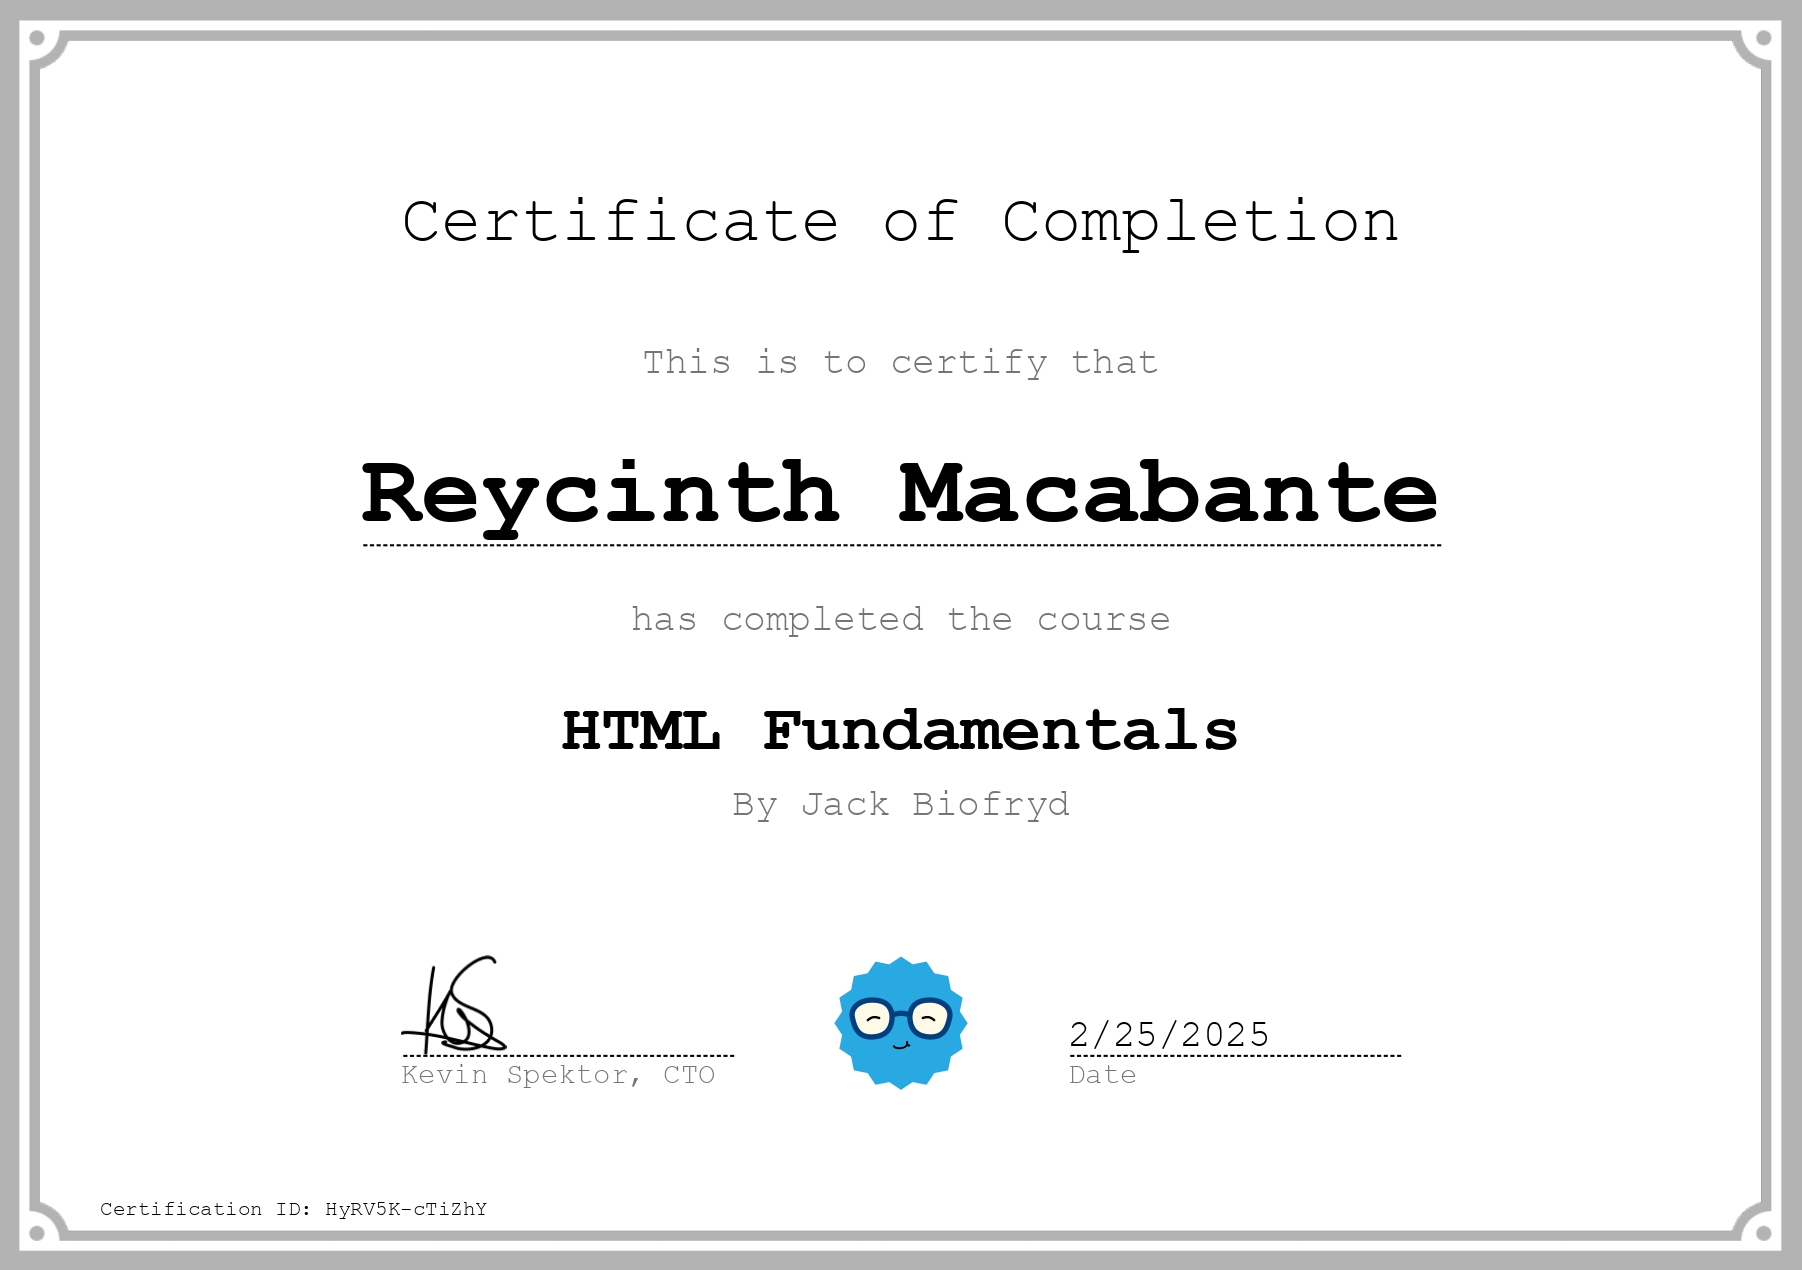 Certificate of Completion
This is to certify that
Reycinth Macabante
has completed the course
HTML Fundamentals
By Jack Biofryd
2/25/2025
Kevin Spektor, CTO
Date
Certification ID: HyRV5K-cTiZhY